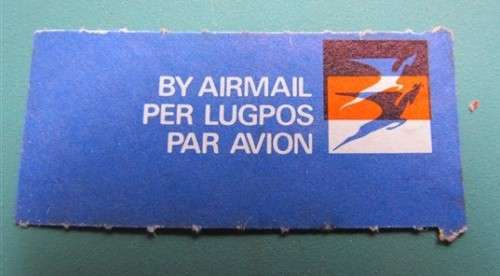 BY AIRMAIL
PER LUGPOS
PAR AVION